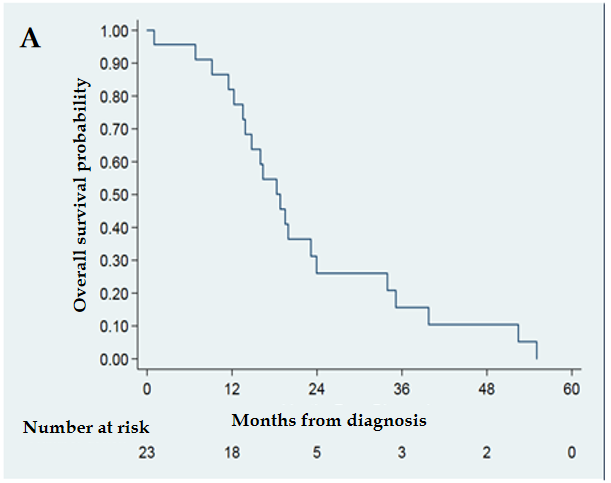 A
Overall survival probability
1.00
0.90
0.80
0.70
0.60
0.50
0.40
0.30
0.20
0.10
0.00
0 12 24 36 48 60
Months from diagnosis
Number at risk
23 18 5 3 2 0